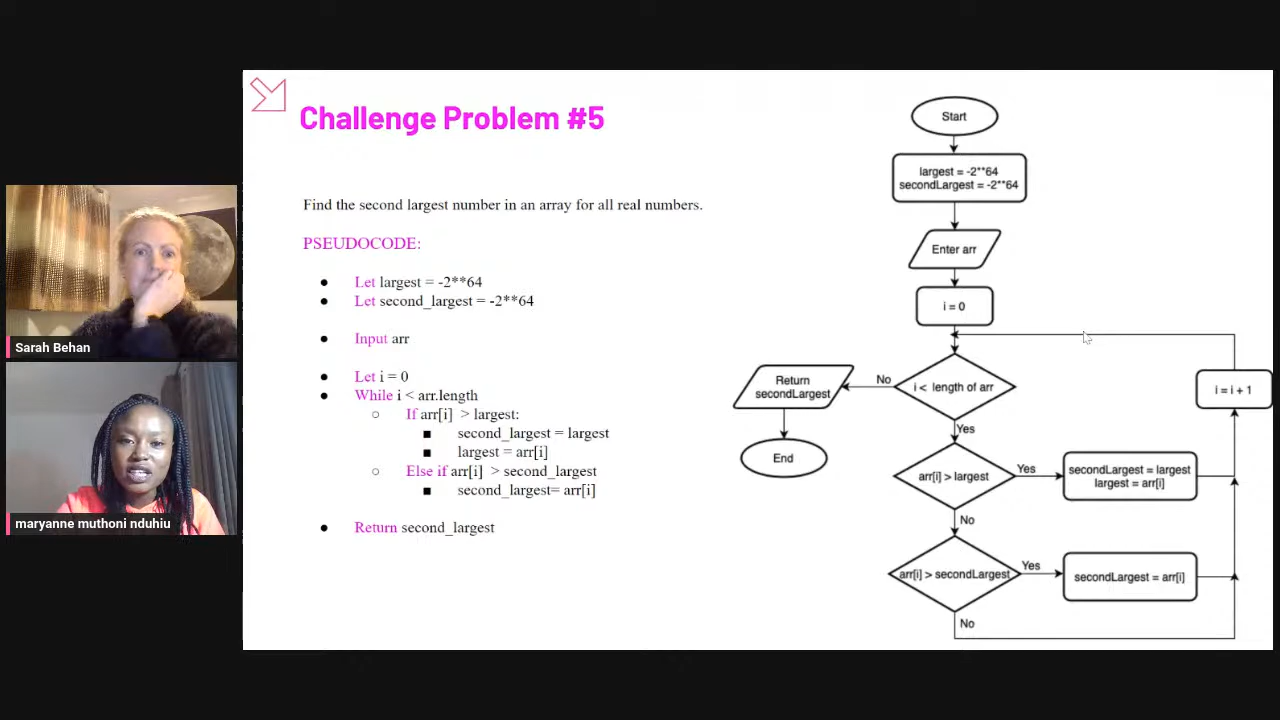 Challenge Problem #5
Find the second largest number in an array for all real numbers.
PSEUDOCODE:
● Let largest = -2**64
● Let second_largest = -2**64
● Input arr
● Let i = 0
● While i < arr.length
○ If arr[i] > largest:
■ second_largest = largest
■ largest = arr[i]
○ Else if arr[i] > second_largest
■ second_largest= arr[i]
● Return second_largest
Start
largest = -2**64
secondLargest = -2**64
Enter arr
i = 0
i < length of arr
No
Return
secondLargest
End
Yes
arr[i] > largest
Yes
secondLargest = largest
largest = arr[i]
i = i + 1
No
arr[i] > secondLargest
Yes
secondLargest = arr[i]
No
Sarah Behan
maryanne muthoni nduhiu